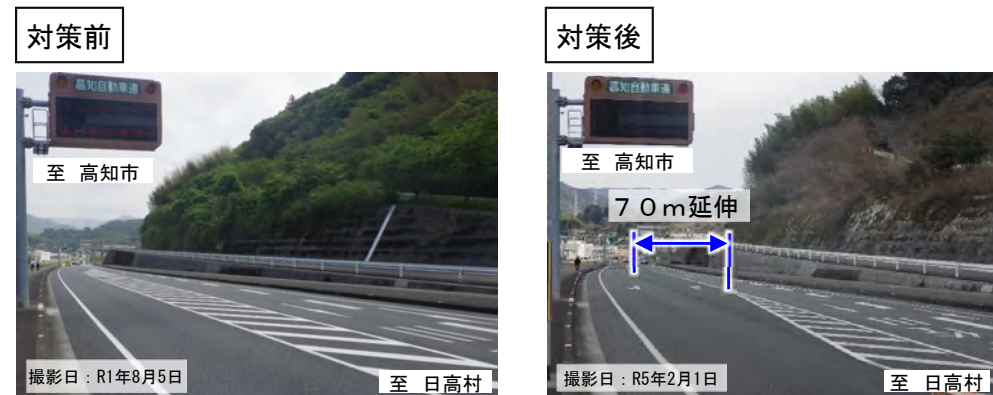 対策前
高知自動車道
至 高知市
撮影日：R1年8月5日
至 日高村
対策後
高知自動車道
至 高知市
７０ｍ延伸
撮影日：R5年2月1日
至 日高村